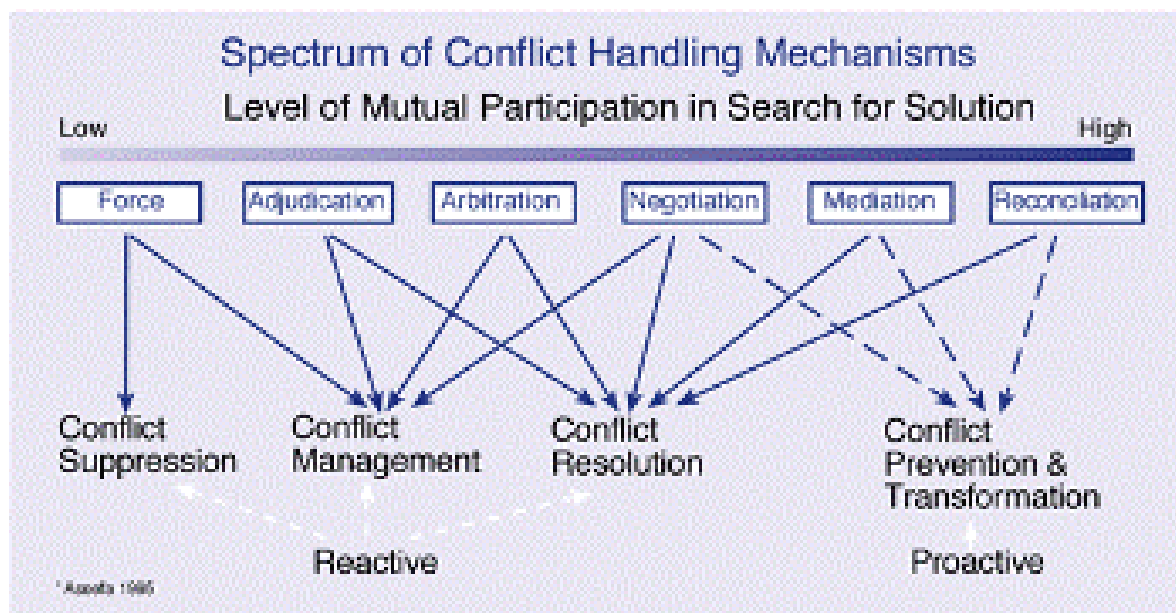 Spectrum of Conflict Handling Mechanisms
Level of Mutual Participation in Search for Solution
Low
High
Force
Adjudication
Arbitration
Negotiation
Mediation
Reconciliation
Conflict
Suppression
Conflict
Management
Conflict
Resolution
Conflict
Prevention &
Transformation
Reactive
Proactive